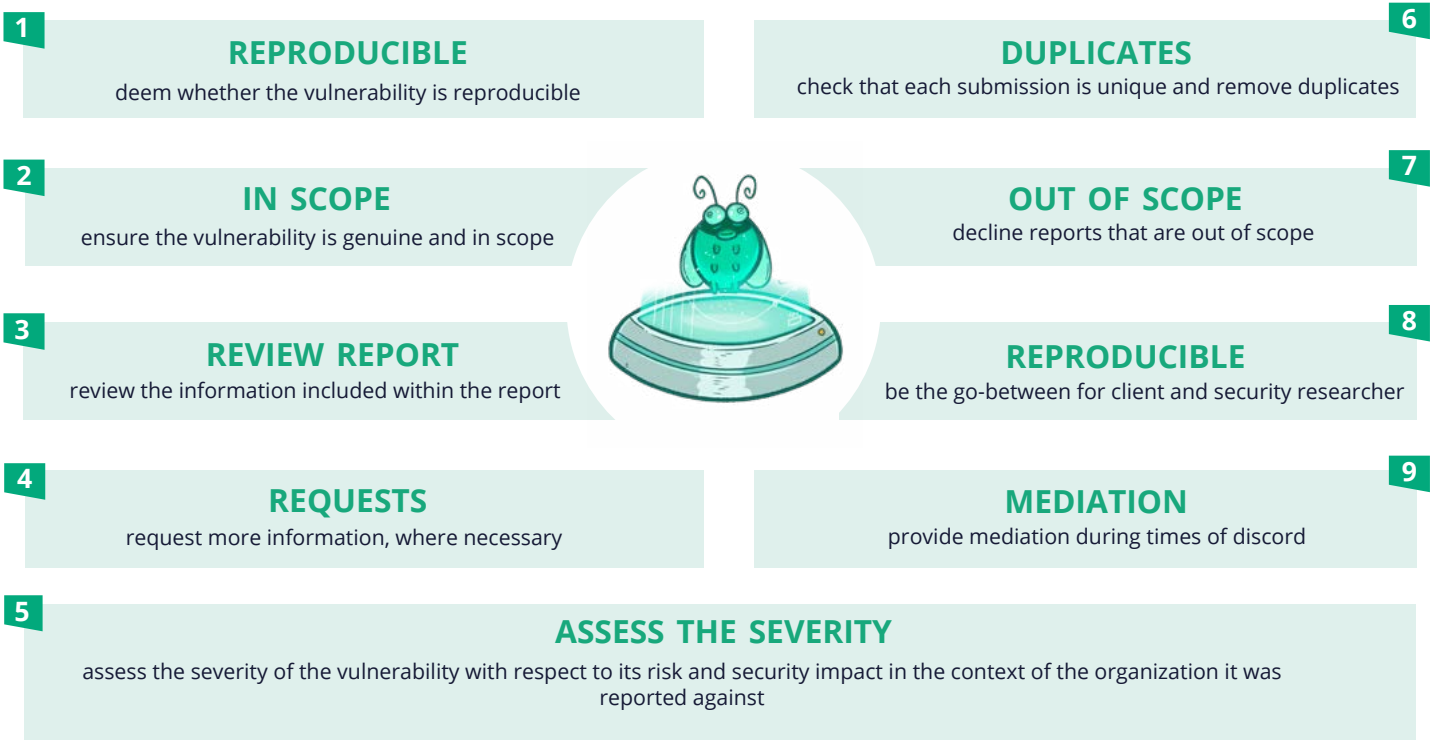 1
REPRODUCIBLE
deem whether the vulnerability is reproducible
2
IN SCOPE
ensure the vulnerability is genuine and in scope
3
REVIEW REPORT
review the information included within the report
4
REQUESTS
request more information, where necessary
5
ASSESS THE SEVERITY
assess the severity of the vulnerability with respect to its risk and security impact in the context of the organization it was
reported against
6
DUPLICATES
check that each submission is unique and remove duplicates
7
OUT OF SCOPE
decline reports that are out of scope
8
REPRODUCIBLE
be the go-between for client and security researcher
9
MEDIATION
provide mediation during times of discord